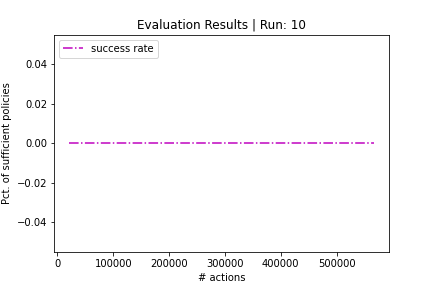 Evaluation Results | Run: 10
success rate
Pct. of sufficient policies
0.04
0.02
0.00
−0.02
−0.04
0 100000 200000 300000 400000 500000
# actions